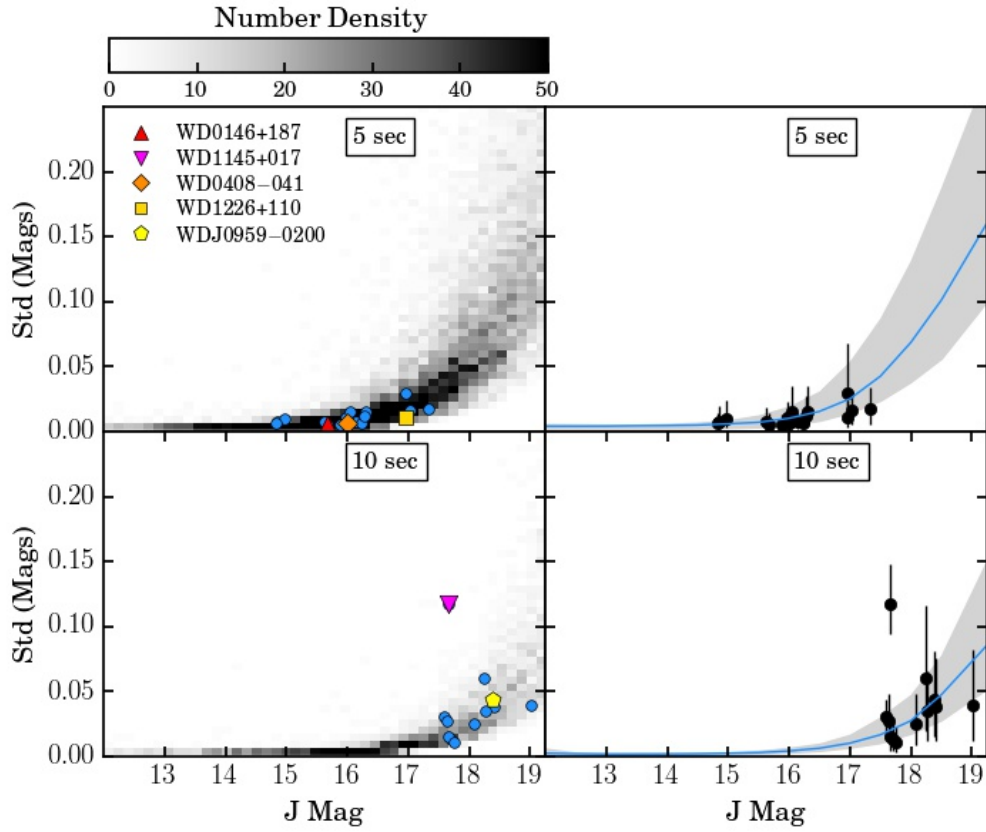 Number Density
0 10 20 30 40 50
WD0146+187
WD1145+017
WD0408−041
WD1226+110
WDJ0959−0200
5 sec
5 sec
Std (Mags)
0.20
0.15
0.10
0.05
0.00
10 sec
10 sec
Std (Mags)
0.20
0.15
0.10
0.05
0.00
13 14 15 16 17 18 19
13 14 15 16 17 18 19
J Mag
J Mag